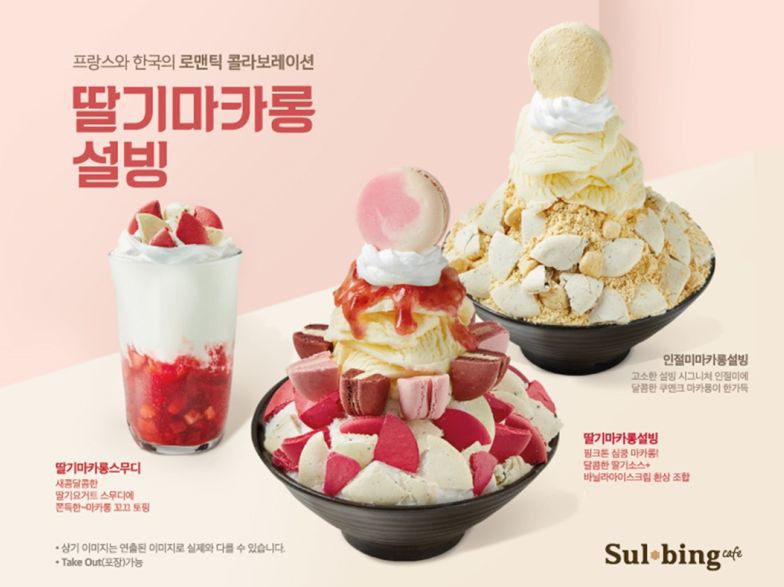 프랑스와 한국의 로맨틱 콜라보레이션
딸기마카롱
설빙
인절미마카롱설빙
고소한 설빙 시그니쳐 인절미에
달콤한 쿠앤크 마카롱이 한가득
딸기마카롱설빙
핑크톤 심쿵 마카롱!
달콤한 딸기소스+
바닐라아이스크림 환상 조합
딸기마카롱스무디
새콤달콤한
딸기요거트 스무디에
쫀득한~마카롱 꼬끄 토핑
• 상기 이미지는 연출된 이미지로 실제와 다를 수 있습니다.
• Take Out(포장)가능
Sul bing cafe